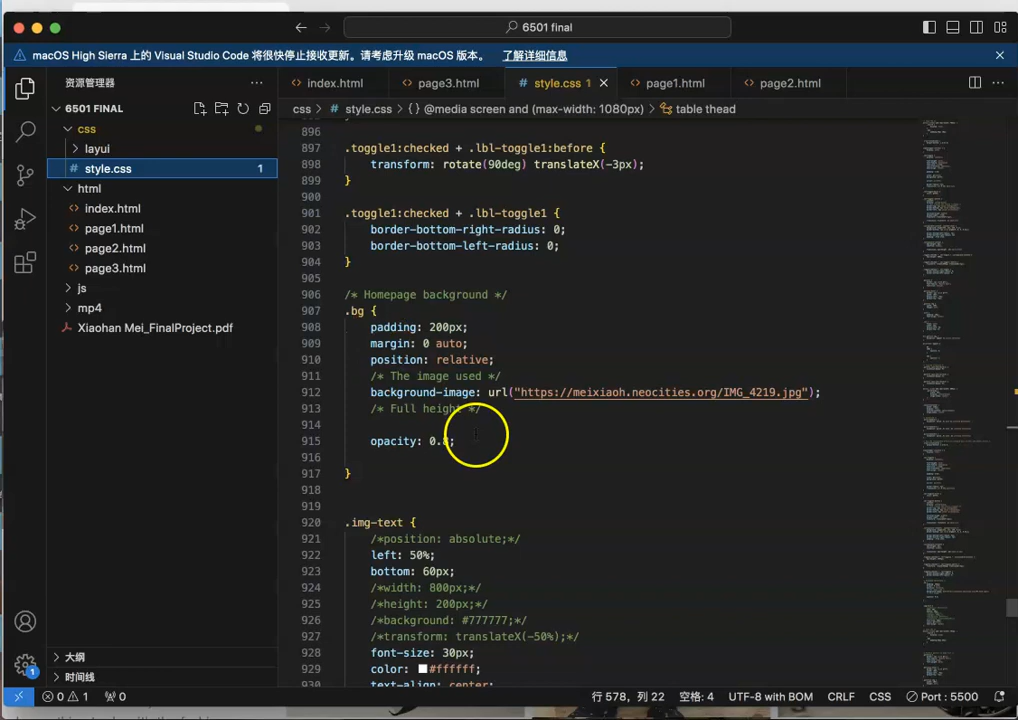 6501 final
macOS High Sierra 上的 Visual Studio Code 将很快停止接收更新。请考虑升级 macOS 版本。 了解详细信息
资源管理器
index.html
page3.html
style.css 1
page1.html
page2.html
6501 FINAL
css > style.css > { } @media screen and (max-width: 1080px) > table thead
css
layui
style.css 1
html
index.html
page1.html
page2.html
page3.html
js
mp4
Xiaohan Mei_FinalProject.pdf
大纲
时间线
896
897 .toggle1:checked + .lbl-toggle1:before {
898 transform: rotate(90deg) translateX(-3px);
899 }
900
901 .toggle1:checked + .lbl-toggle1 {
902 border-bottom-right-radius: 0;
903 border-bottom-left-radius: 0;
904 }
905
906 /* Homepage background */
907 .bg {
908 padding: 200px;
909 margin: 0 auto;
910 position: relative;
911 /* The image used */
912 background-image: url("https://meixiaoh.neocities.org/IMG_4219.jpg");
913 /* Full height */
914
915 opacity: 0.8;
916
917 }
918
919
920 .img-text {
921 /*position: absolute;*/
922 left: 50%;
923 bottom: 60px;
924 /*width: 800px;*/
925 /*height: 200px;*/
926 /*background: #777777;*/
927 /*transform: translateX(-50%);*/
928 font-size: 30px;
929 color: #ffffff;
930 text-align: center;
1
0 1 0
行 578，列 22 空格: 4 UTF-8 with BOM CRLF CSS Port : 5500